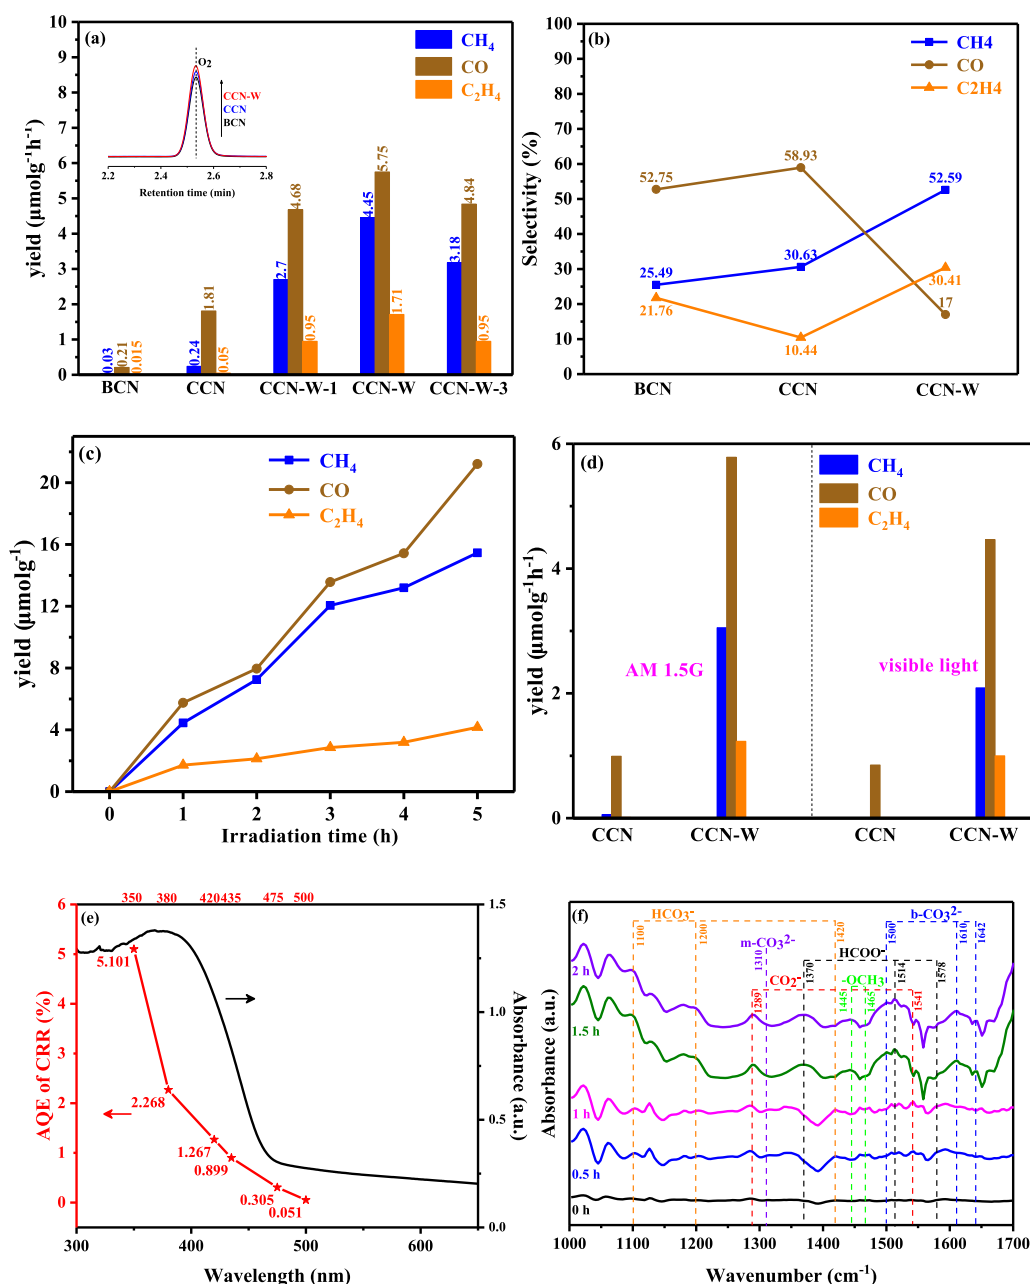 (a)
CH₄
CO
C₂H₄
O₂
CCN-W
CCN
BCN
2.2 2.4 2.6 2.8
Retention time (min)
yield (μmolg⁻¹h⁻¹)
10
9
8
7
6
5
4
3
2
1
0
0.03 0.21 0.015
0.24 1.81 0.05
2.7 4.68 0.95
4.45 5.75 1.71
3.18 4.84 0.95
BCN CCN CCN-W-1 CCN-W CCN-W-3
(b)
CH4
CO
C2H4
Selectivity (%)
100
90
80
70
60
50
40
30
20
10
0
52.75 58.93 52.59
25.49 30.63 30.41
21.76 10.44 17
BCN CCN CCN-W
(c)
CH₄
CO
C₂H₄
yield (μmolg⁻¹)
20
16
12
8
4
0
0 1 2 3 4 5
Irradiation time (h)
(d)
CH₄
CO
C₂H₄
yield (μmolg⁻¹h⁻¹)
6
4
2
0
AM 1.5G
visible light
CCN CCN-W CCN CCN-W
350 380 420 435 475 500
(e)
AQE of CRR (%)
6
5
4
3
2
1
0
5.101
2.268
1.267
0.899
0.305
0.051
1.5
1.0
0.5
0.0
Absorbance (a.u.)
300 400 500 600
Wavelength (nm)
(f)
HCO₃⁻
b-CO₃²⁻
1100 1200 1420 1500 1610 1642
m-CO₃²⁻
1310
HCOO⁻
1370 1514 1578
CO₂⁻
1289 1541
-OCH₃
1445 1465
2 h
1.5 h
1 h
0.5 h
0 h
Absorbance (a.u.)
1000 1100 1200 1300 1400 1500 1600 1700
Wavenumber (cm⁻¹)